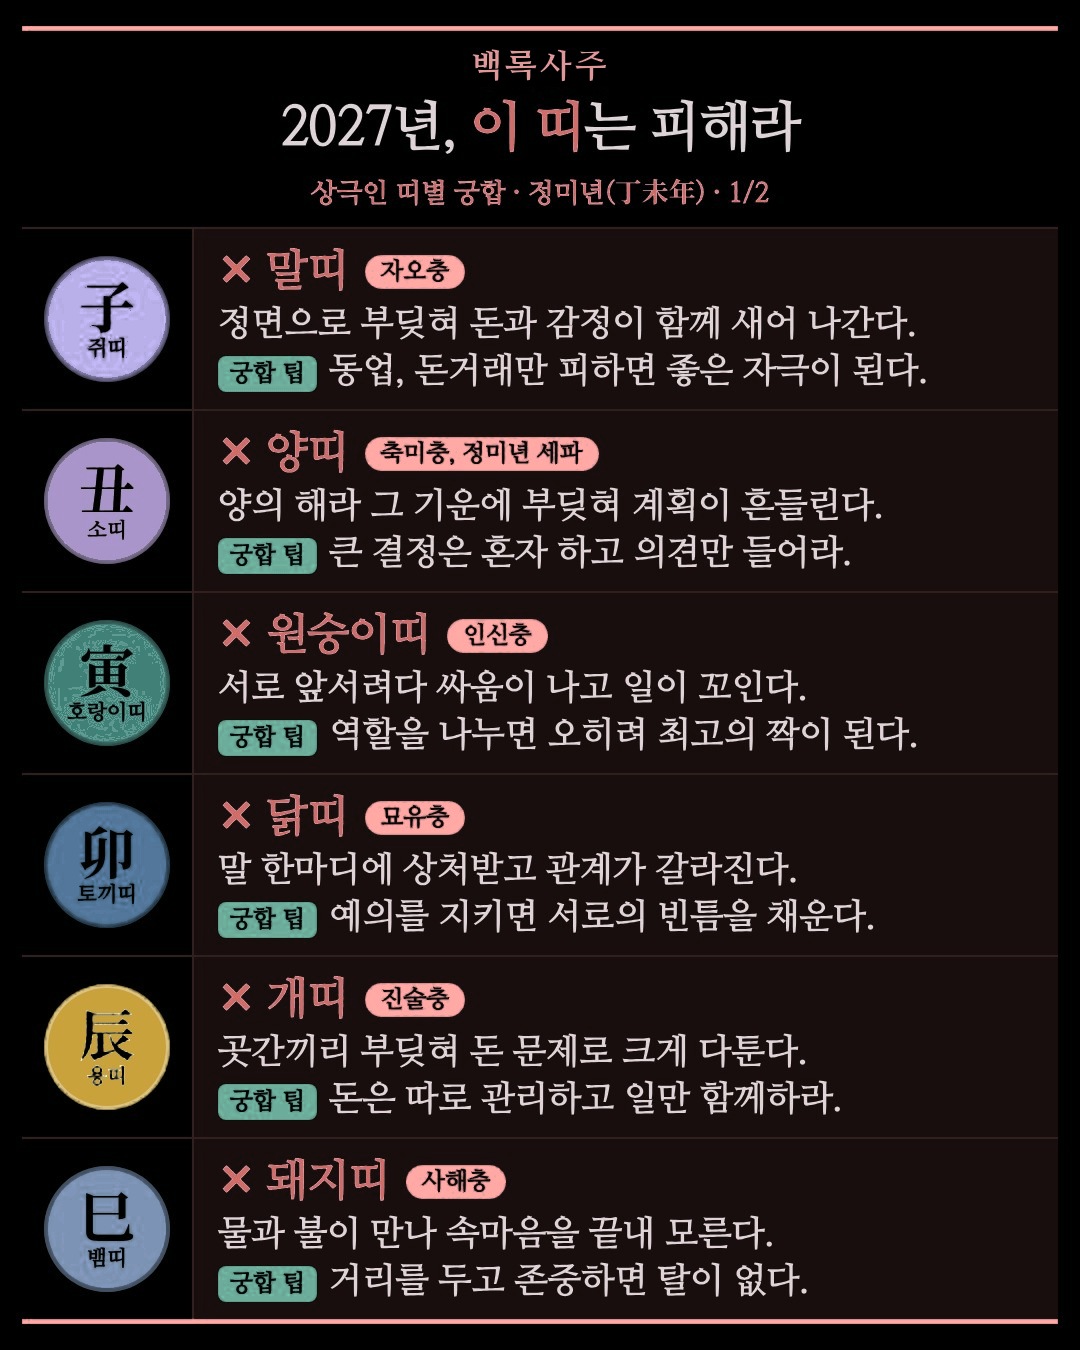 백록사주
2027년, 이 띠는 피해라
상극인 띠별 궁합 · 정미년(丁未年) · 1/2
子
쥐띠
× 말띠 자오충
정면으로 부딪혀 돈과 감정이 함께 새어 나간다.
궁합 팁 동업, 돈거래만 피하면 좋은 자극이 된다.
丑
소띠
× 양띠 축미충, 정미년 세파
양의 해라 그 기운에 부딪혀 계획이 흔들린다.
궁합 팁 큰 결정은 혼자 하고 의견만 들어라.
寅
호랑이띠
× 원숭이띠 인신충
서로 앞서려다 싸움이 나고 일이 꼬인다.
궁합 팁 역할을 나누면 오히려 최고의 짝이 된다.
卯
토끼띠
× 닭띠 묘유충
말 한마디에 상처받고 관계가 갈라진다.
궁합 팁 예의를 지키면 서로의 빈틈을 채운다.
辰
용띠
× 개띠 진술충
곳간끼리 부딪혀 돈 문제로 크게 다툰다.
궁합 팁 돈은 따로 관리하고 일만 함께하라.
巳
뱀띠
× 돼지띠 사해충
물과 불이 만나 속마음을 끝내 모른다.
궁합 팁 거리를 두고 존중하면 탈이 없다.